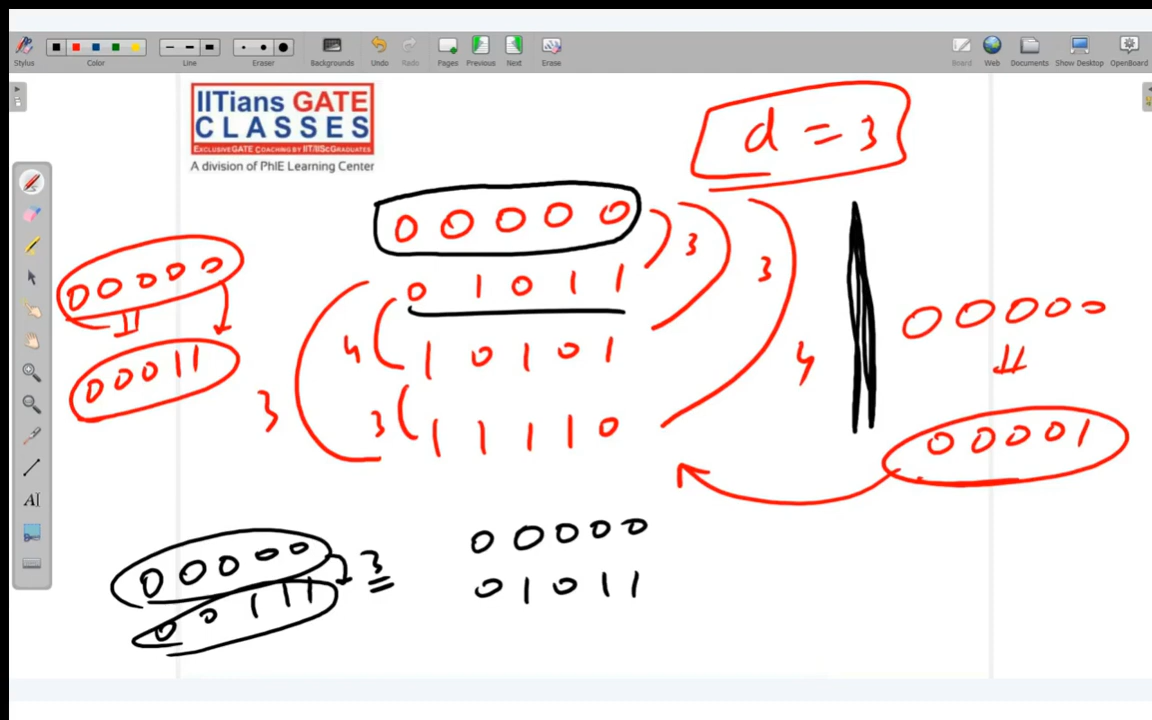 Stylus
Color
Line
Eraser
Backgrounds
Undo
Redo
Pages
Previous
Next
Erase
Board
Web
Documents
Show Desktop
OpenBoard
IITians GATE
CLASSES
EXCLUSIVE GATE COACHING BY IIT/IISc GRADUATES
A division of PhIE Learning Center
d = 3
0 0 0 0 0
0 1 0 1 1
1 0 1 0 1
1 1 1 1 0
3
3
3
4
4
3
3
0 0 0 0 0
0 0 0 1 1
0 0 0 0 0
0 0 0 0 1
0 0 0 0 0
0 0 1 1 1
3
0 0 0 0 0
0 1 0 1 1